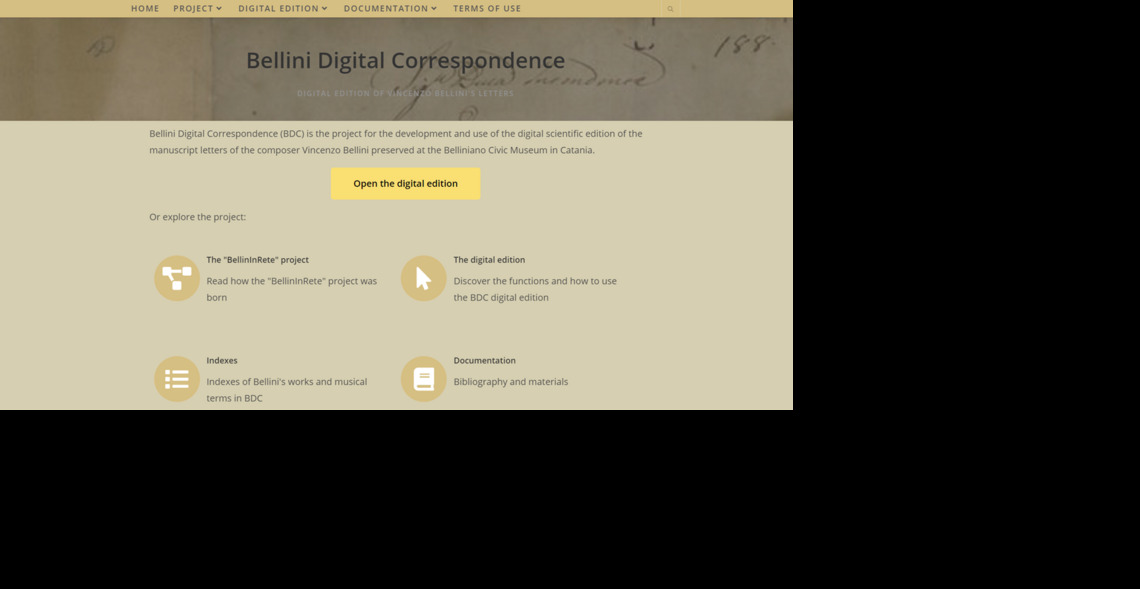 HOME PROJECT DIGITAL EDITION DOCUMENTATION TERMS OF USE
188.
Bellini Digital Correspondence
DIGITAL EDITION OF VINCENZO BELLINI'S LETTERS
Bellini Digital Correspondence (BDC) is the project for the development and use of the digital scientific edition of the
manuscript letters of the composer Vincenzo Bellini preserved at the Belliniano Civic Museum in Catania.
Open the digital edition
Or explore the project:
The "BellinInRete" project
Read how the "BellinInRete" project was
born
The digital edition
Discover the functions and how to use
the BDC digital edition
Indexes
Indexes of Bellini's works and musical
terms in BDC
Documentation
Bibliography and materials